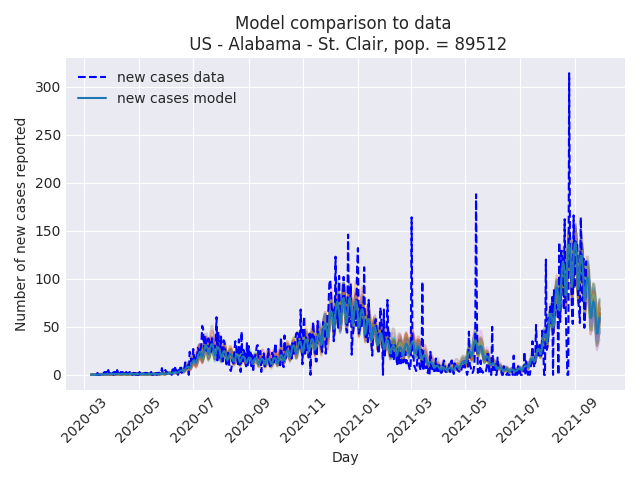 Model comparison to data
US - Alabama - St. Clair, pop. = 89512
new cases data
new cases model
Number of new cases reported
300
250
200
150
100
50
0
2020-03
2020-05
2020-07
2020-09
2020-11
2021-01
2021-03
2021-05
2021-07
2021-09
Day